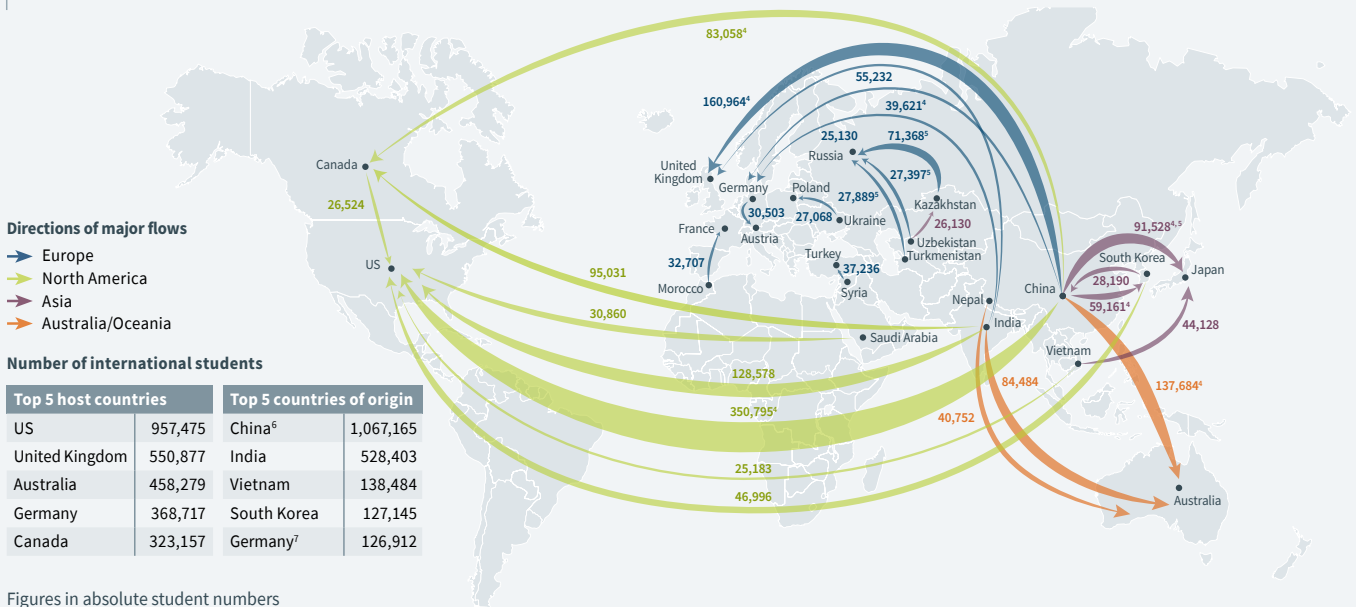 83,058⁴
160,964⁴
55,232
39,621⁴
25,130
71,368⁵
Russia
United
Kingdom
Canada
Germany
Poland
27,889⁵
27,397⁵
Kazakhstan
26,524
30,503
27,068
Ukraine
26,130
91,528⁴,⁵
France
Austria
Uzbekistan
Turkmenistan
Turkey
South Korea
Japan
US
95,031
32,707
37,236
28,190
Morocco
Syria
Nepal
China
59,161⁴
30,860
Saudi Arabia
India
44,128
Vietnam
128,578
84,484
137,684⁴
350,795⁴
40,752
25,183
46,996
Australia
Directions of major flows
Europe
North America
Asia
Australia/Oceania
Number of international students
Top 5 host countries
US 957,475
United Kingdom 550,877
Australia 458,279
Germany 368,717
Canada 323,157
Top 5 countries of origin
China⁶ 1,067,165
India 528,403
Vietnam 138,484
South Korea 127,145
Germany⁷ 126,912
Figures in absolute student numbers